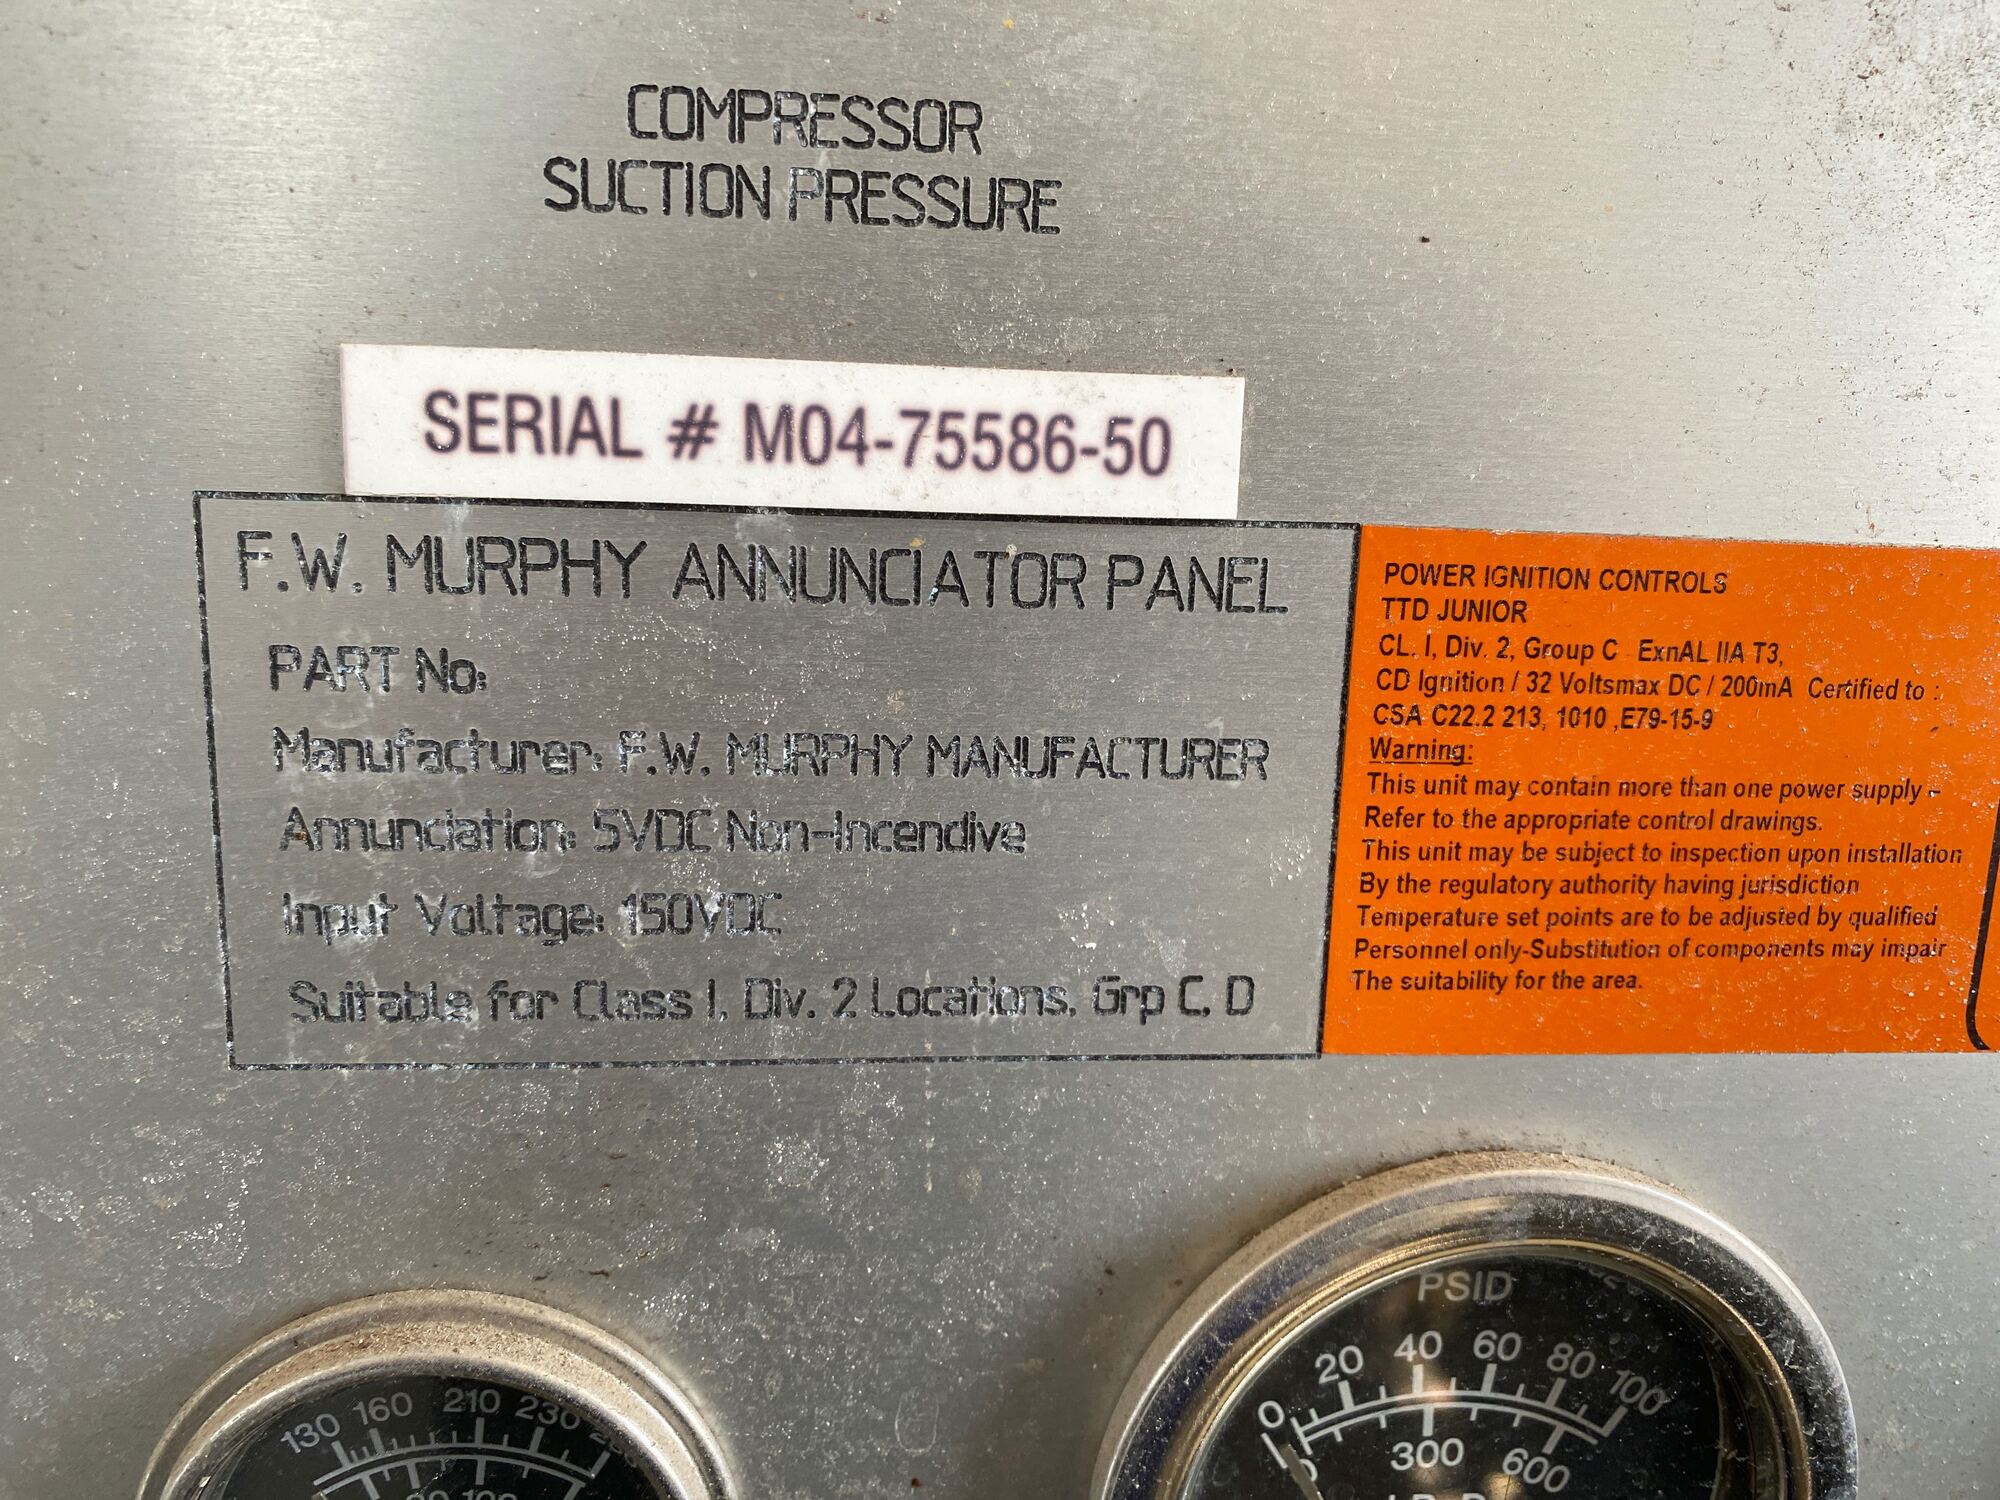 COMPRESSOR
SUCTION PRESSURE
SERIAL # M04-75586-50
F.W. MURPHY ANNUNCIATOR PANEL
PART No:
Manufacturer: F.W. MURPHY MANUFACTURER
Annunciation: 5VDC Non-Incendive
Input Voltage: 150VDC
Suitable for Class I, Div. 2 Locations, Grp C, D
POWER IGNITION CONTROLS
TTD JUNIOR
CL. I, Div. 2, Group C ExnAL IIA T3,
CD Ignition / 32 Voltsmax DC / 200mA Certified to :
CSA C22.2 213, 1010 ,E79-15-9
Warning:
This unit may contain more than one power supply –
Refer to the appropriate control drawings.
This unit may be subject to inspection upon installation
By the regulatory authority having jurisdiction
Temperature set points are to be adjusted by qualified
Personnel only-Substitution of components may impair
The suitability for the area.
130 160 210 230
PSID
0 20 40 60 80 100
0 300 600